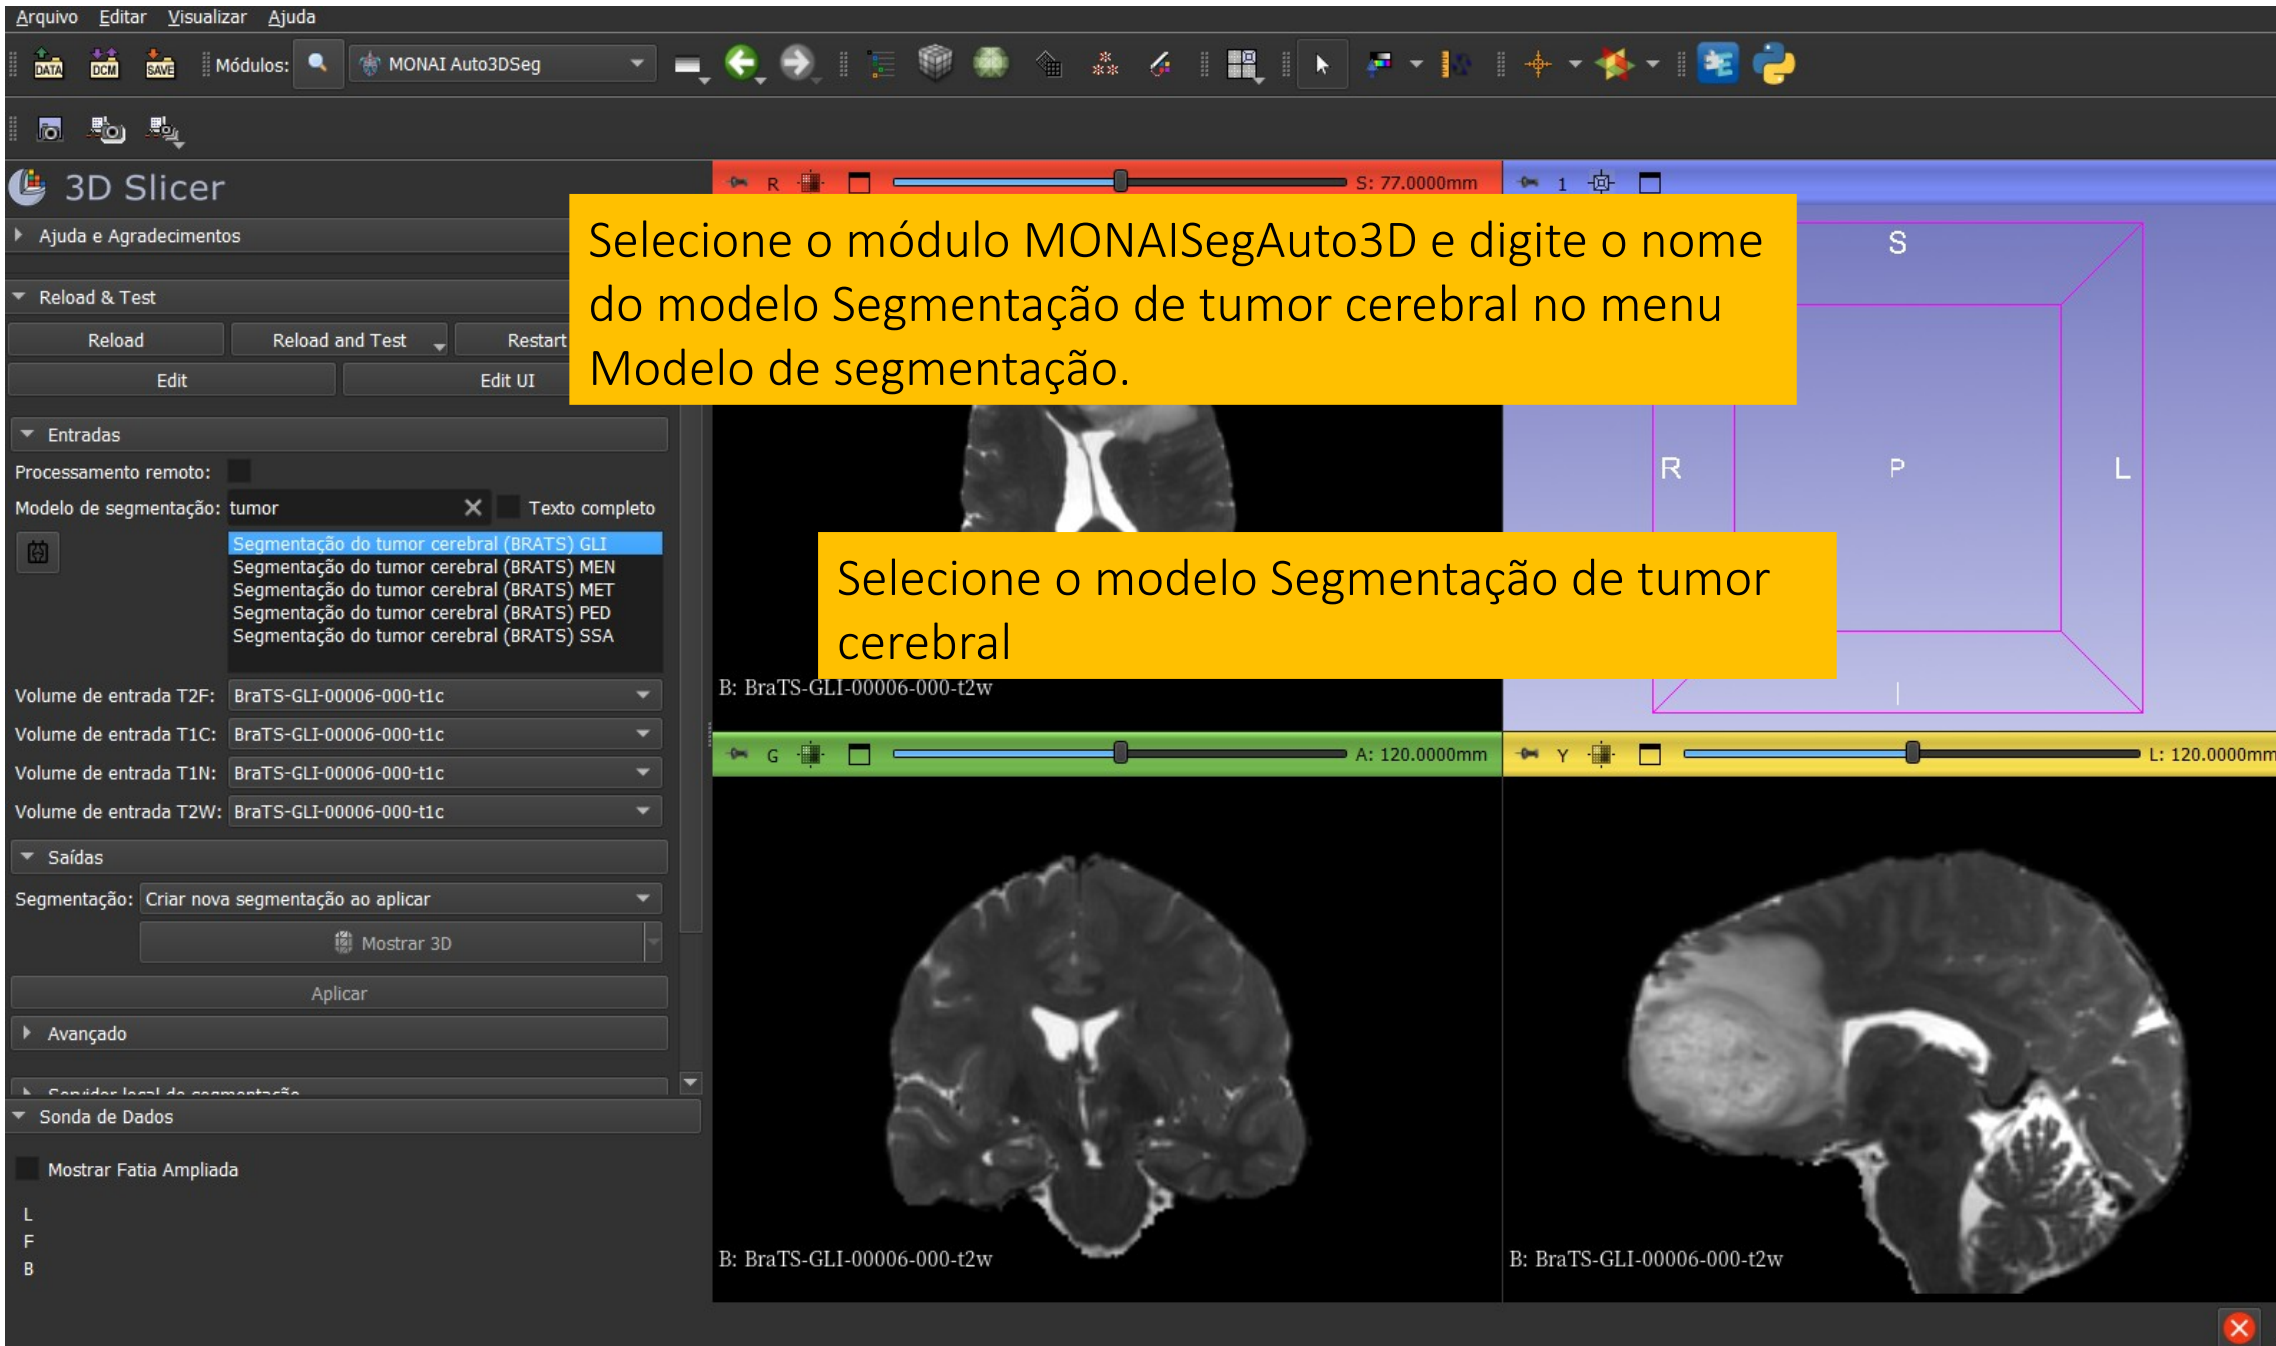 Arquivo Editar Visualizar Ajuda
DATA DCM SAVE Módulos: MONAI Auto3DSeg
3D Slicer
Ajuda e Agradecimentos
Reload & Test
Reload Reload and Test Restart
Edit Edit UI
Entradas
Processamento remoto:
Modelo de segmentação: tumor Texto completo
Segmentação do tumor cerebral (BRATS) GLI
Segmentação do tumor cerebral (BRATS) MEN
Segmentação do tumor cerebral (BRATS) MET
Segmentação do tumor cerebral (BRATS) PED
Segmentação do tumor cerebral (BRATS) SSA
Volume de entrada T2F: BraTS-GLI-00006-000-t1c
Volume de entrada T1C: BraTS-GLI-00006-000-t1c
Volume de entrada T1N: BraTS-GLI-00006-000-t1c
Volume de entrada T2W: BraTS-GLI-00006-000-t1c
Saídas
Segmentação: Criar nova segmentação ao aplicar
Mostrar 3D
Aplicar
Avançado
Servidor local de segmentação
Sonda de Dados
Mostrar Fatia Ampliada
L
F
B
R S: 77.0000mm
1
Selecione o módulo MONAISegAuto3D e digite o nome
do modelo Segmentação de tumor cerebral no menu
Modelo de segmentação.
Selecione o modelo Segmentação de tumor
cerebral
S
R P L
I
B: BraTS-GLI-00006-000-t2w
G A: 120.0000mm
Y L: 120.0000mm
B: BraTS-GLI-00006-000-t2w
B: BraTS-GLI-00006-000-t2w